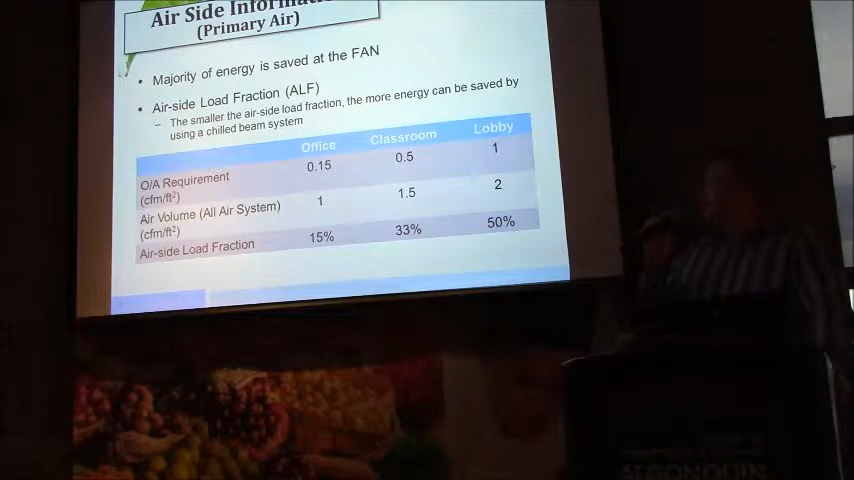 Air Side
(Primary Air)
• Majority of energy is saved at the FAN
• Air-side Load Fraction (ALF)
– The smaller the air-side load fraction, the more energy can be saved by
using a chilled beam system
Office Classroom Lobby
O/A Requirement
(cfm/ft²) 0.15 0.5 1
Air Volume (All Air System)
(cfm/ft²) 1 1.5 2
Air-side Load Fraction 15% 33% 50%
ALGONQUIN